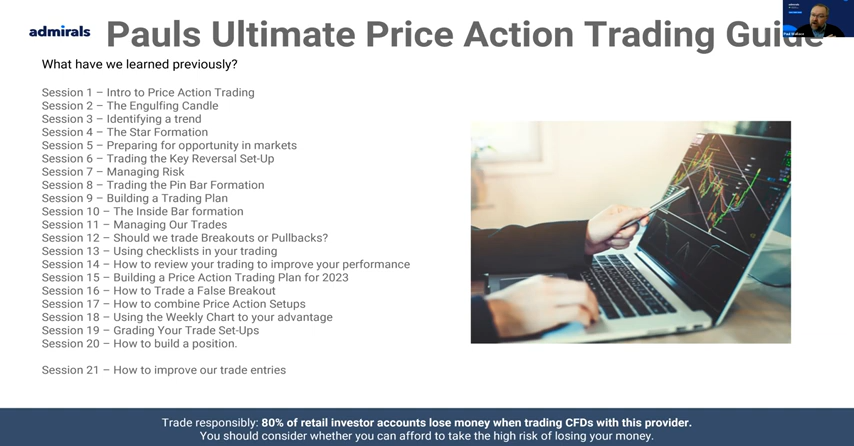 admirals
Pauls Ultimate Price Action Trading Guide
What have we learned previously?
Session 1 – Intro to Price Action Trading
Session 2 – The Engulfing Candle
Session 3 – Identifying a trend
Session 4 – The Star Formation
Session 5 – Preparing for opportunity in markets
Session 6 – Trading the Key Reversal Set-Up
Session 7 – Managing Risk
Session 8 – Trading the Pin Bar Formation
Session 9 – Building a Trading Plan
Session 10 – The Inside Bar formation
Session 11 – Managing Our Trades
Session 12 – Should we trade Breakouts or Pullbacks?
Session 13 – Using checklists in your trading
Session 14 – How to review your trading to improve your performance
Session 15 – Building a Price Action Trading Plan for 2023
Session 16 – How to Trade a False Breakout
Session 17 – How to combine Price Action Setups
Session 18 – Using the Weekly Chart to your advantage
Session 19 – Grading Your Trade Set-Ups
Session 20 – How to build a position.
Session 21 – How to improve our trade entries
Trade responsibly: 80% of retail investor accounts lose money when trading CFDs with this provider.
You should consider whether you can afford to take the high risk of losing your money.